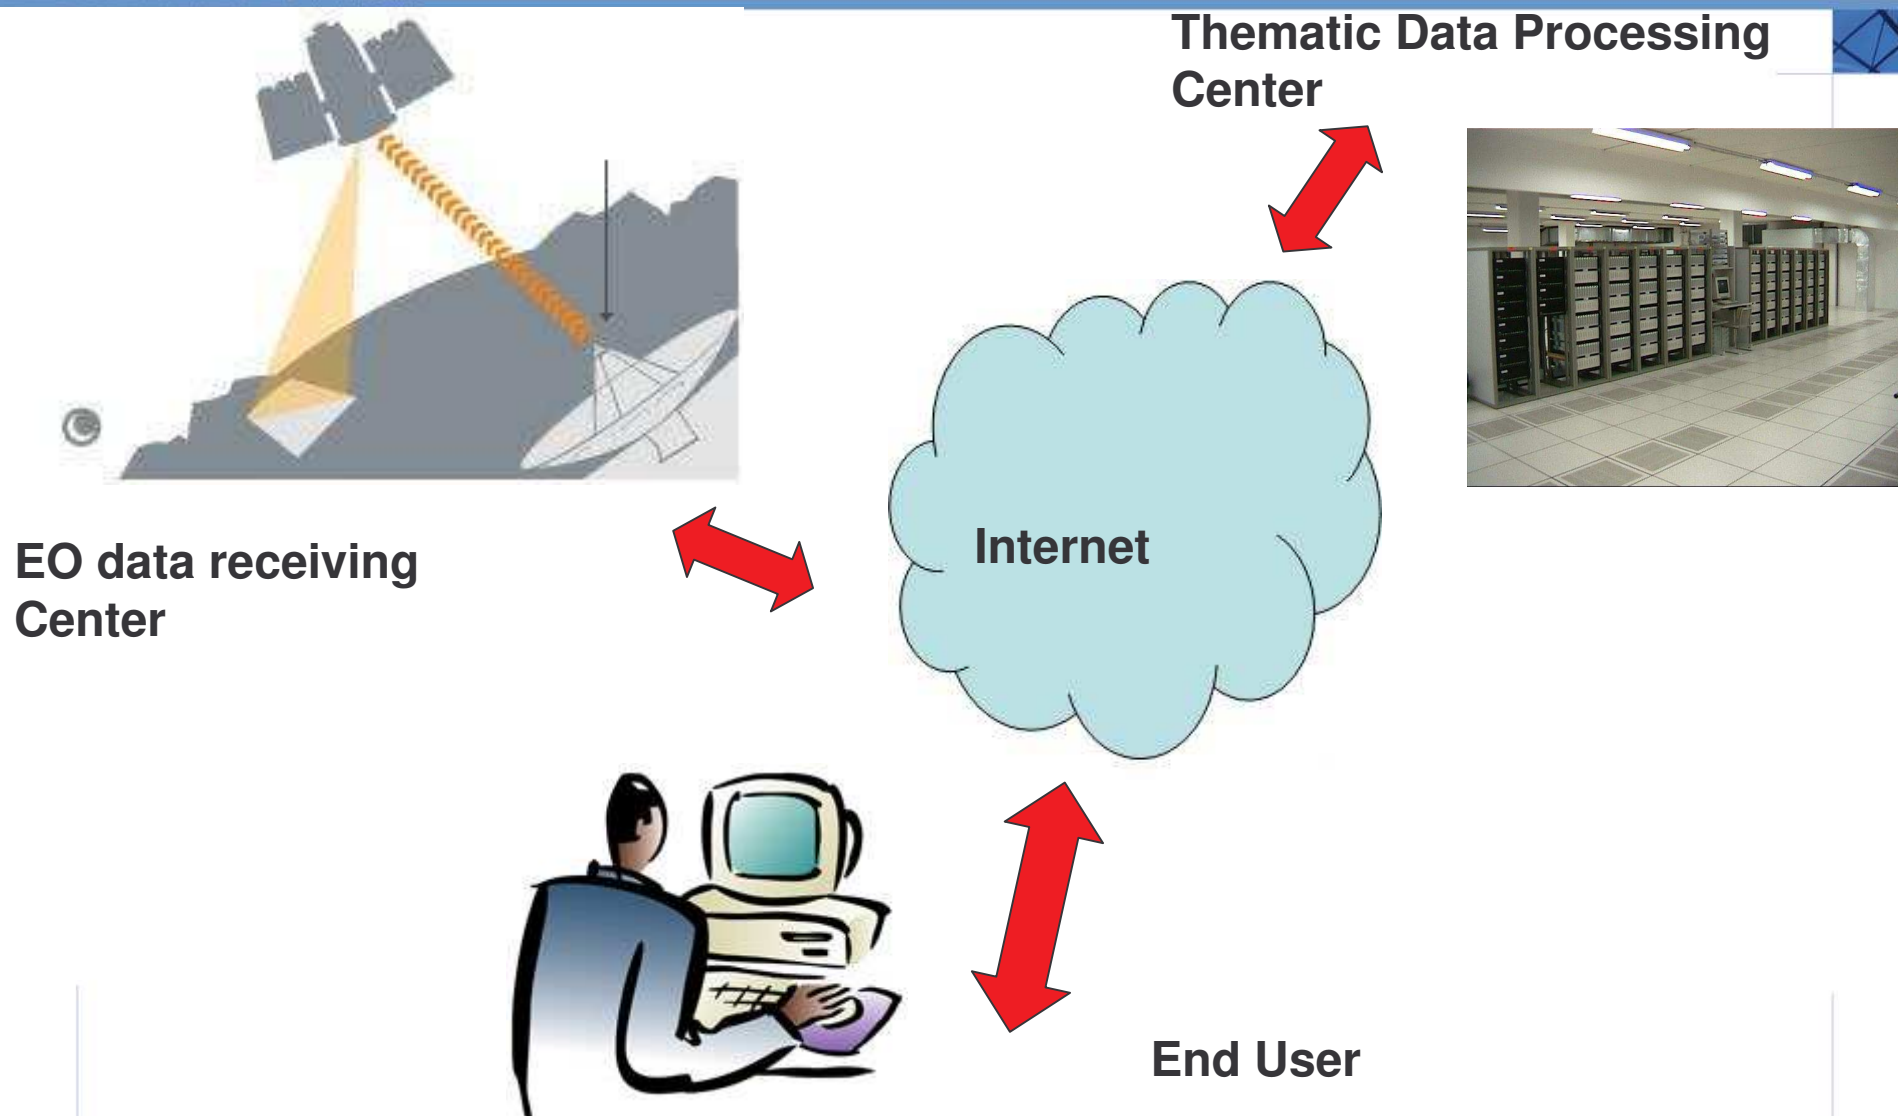 Thematic Data Processing
Center
EO data receiving
Center
Internet
End User